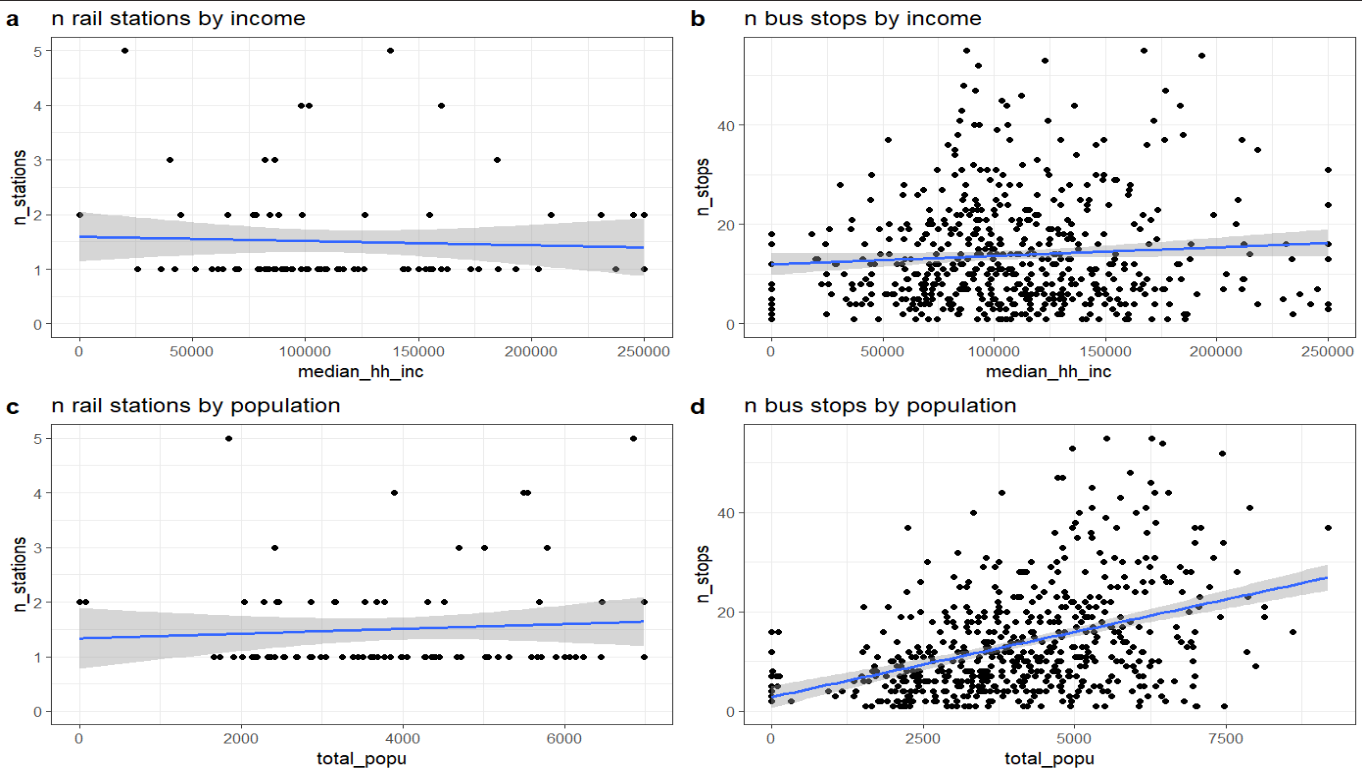 a n rail stations by income
5
4
3
2
1
0
n_stations
0 50000 100000 150000 200000 250000
median_hh_inc
b n bus stops by income
40
20
0
n_stops
0 50000 100000 150000 200000 250000
median_hh_inc
c n rail stations by population
5
4
3
2
1
0
n_stations
0 2000 4000 6000
total_popu
d n bus stops by population
40
20
0
n_stops
0 2500 5000 7500
total_popu